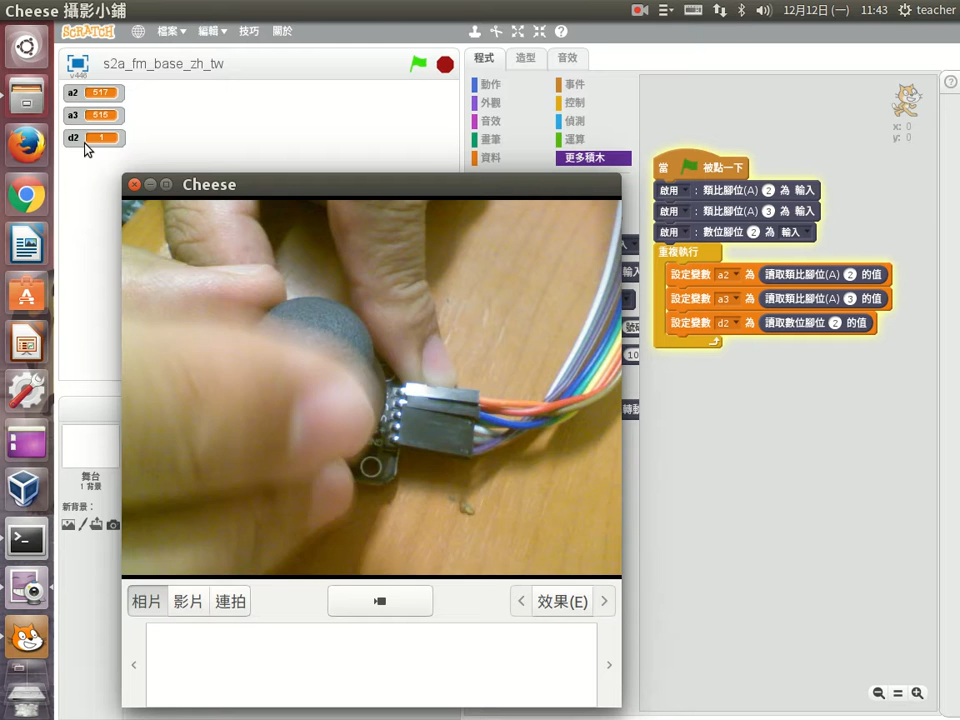 Cheese 攝影小舖
12月12日 (一) 11:43 teacher
SCRATCH 檔案 編輯 技巧 關於
s2a_fm_base_zh_tw
v446
a2 517
a3 515
d2 1
程式 造型 音效
動作 事件
外觀 控制
音效 偵測
畫筆 運算
資料 更多積木
x: 0
y: 0
當 被點一下
啟用 : 類比腳位(A) 2 為 輸入
啟用 : 類比腳位(A) 3 為 輸入
啟用 : 數位腳位 2 為 輸入
重複執行
設定變數 a2 為 讀取類比腳位(A) 2 的值
設定變數 a3 為 讀取類比腳位(A) 3 的值
設定變數 d2 為 讀取數位腳位 2 的值
Cheese
舞台
1 背景
新背景：
相片 影片 連拍
效果(E)